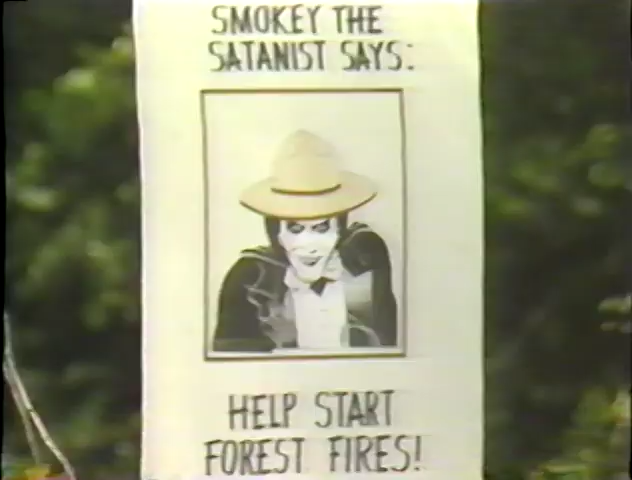 SMOKEY THE
SATANIST SAYS:
HELP START
FOREST FIRES!